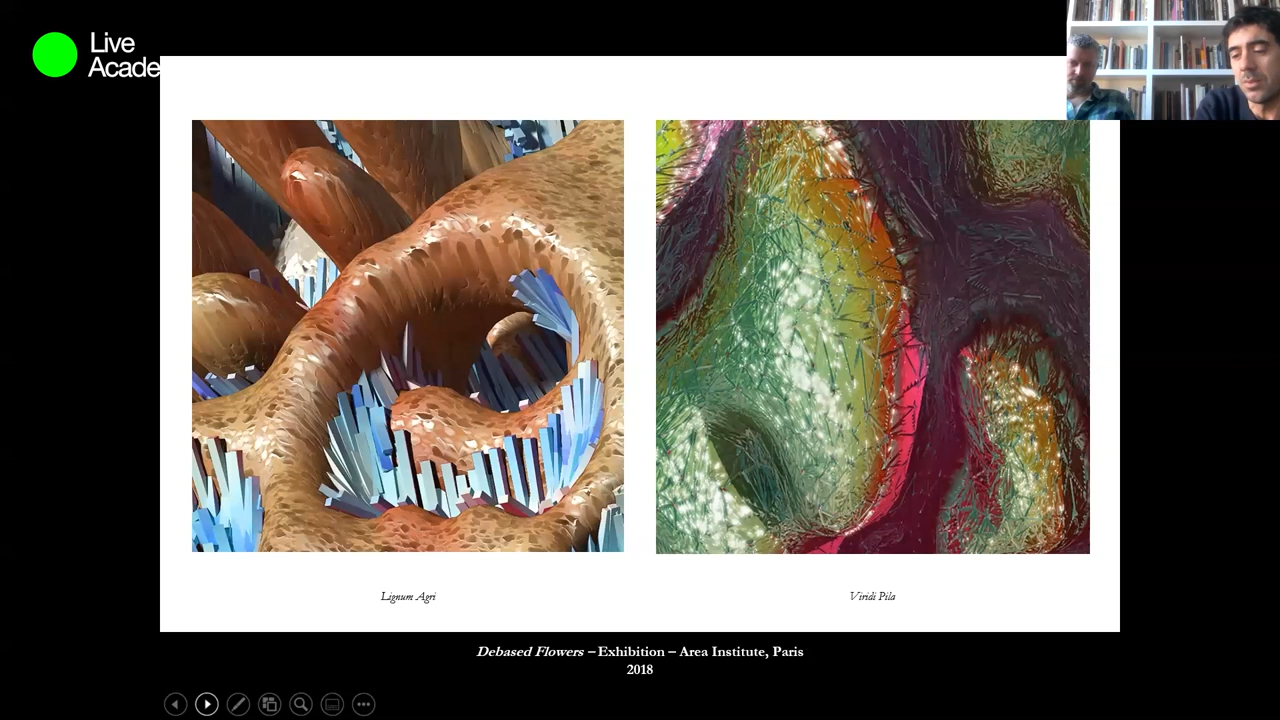 Live
Acade
Lignum Agri
Viridi Pila
Debased Flowers – Exhibition – Area Institute, Paris
2018